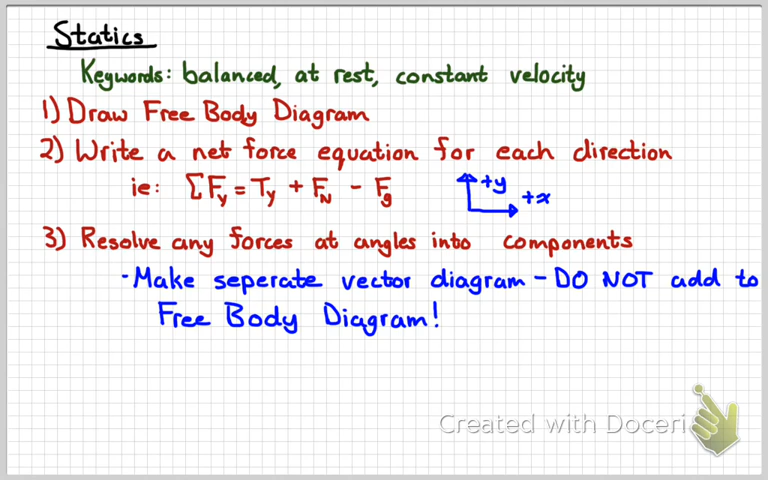 Statics
Keywords: balanced, at rest, constant velocity
1) Draw Free Body Diagram
2) Write a net force equation for each direction
ie: ΣFy = Ty + FN - Fg
+y
+x
3) Resolve any forces at angles into components
- Make seperate vector diagram - DO NOT add to
Free Body Diagram!
Created with Doceri